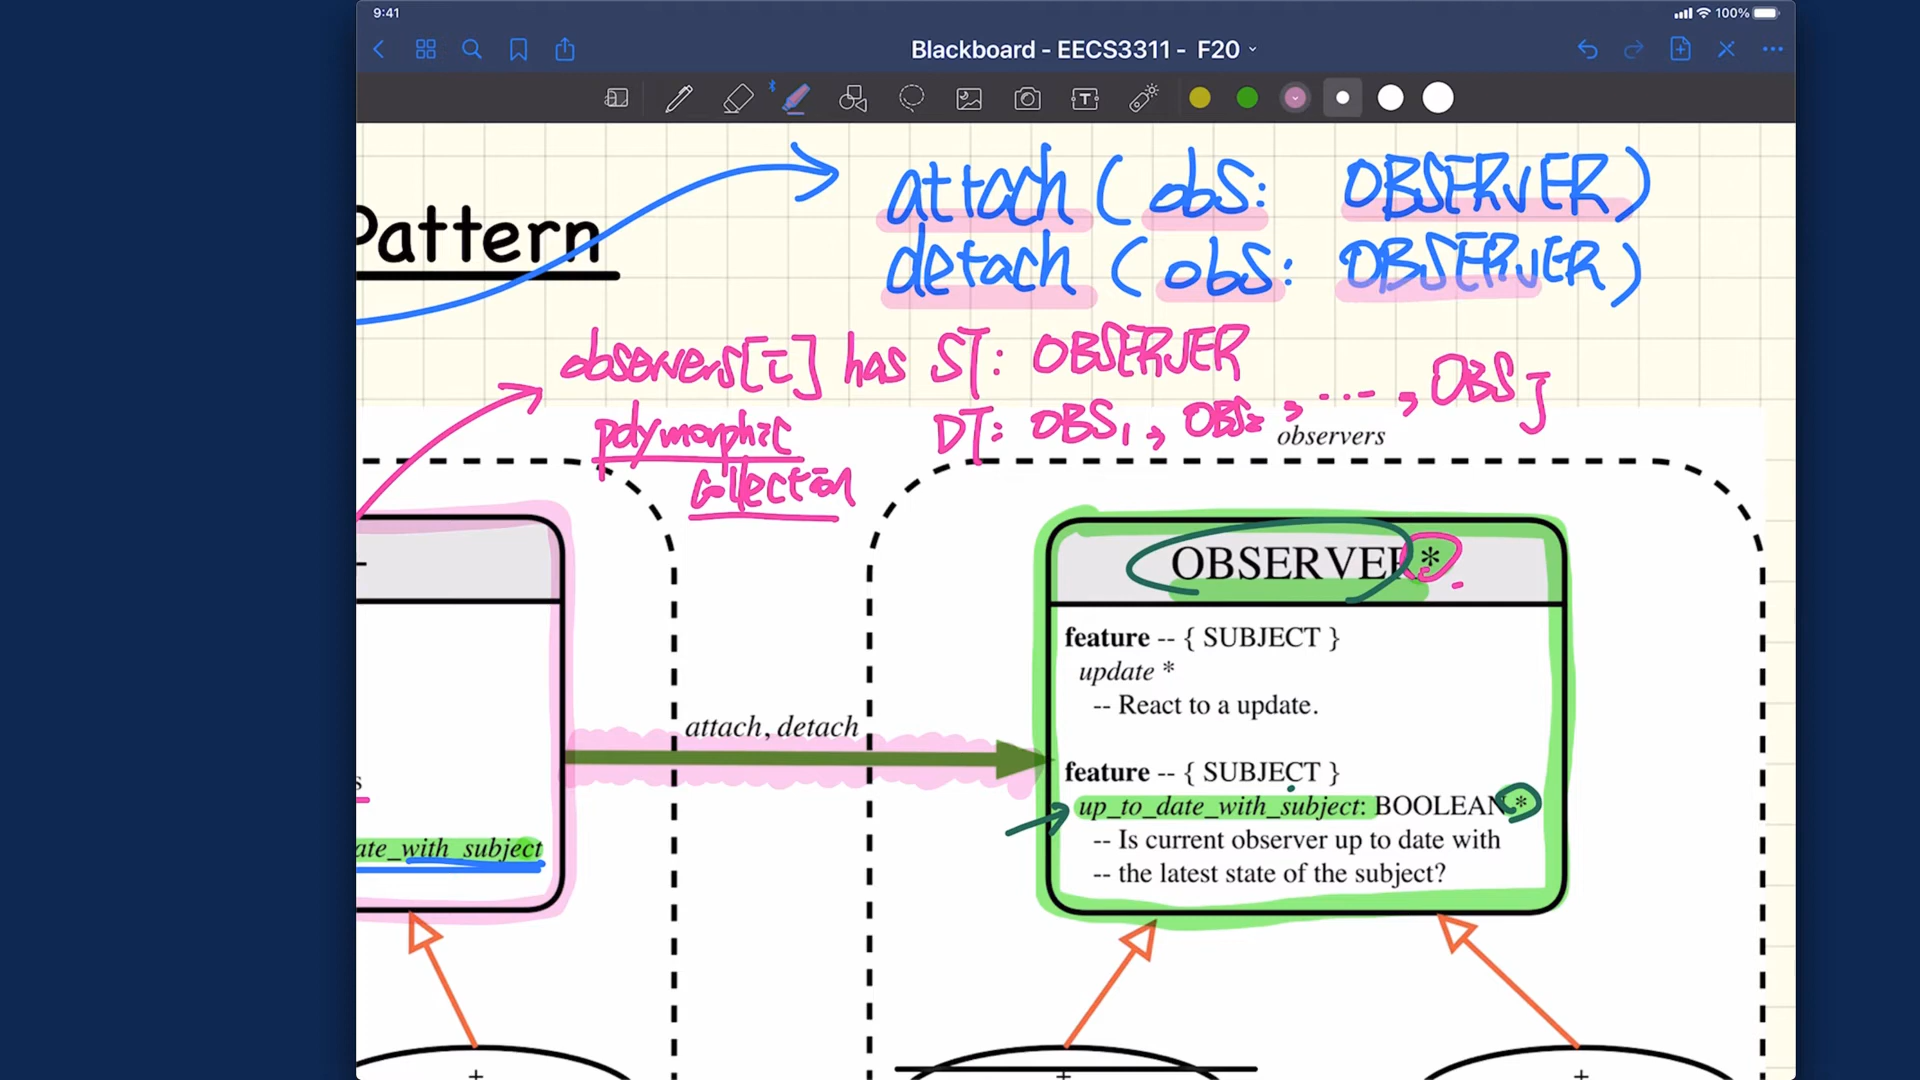 9:41
100%
Blackboard - EECS3311 - F20
attach ( obs: OBSERVER)
Pattern
detach ( obs: OBSERVER)
observers[i] has ST: OBSERVER
polymorphic collection
DT: OBS1, OBS2, ..., OBSj
observers
OBSERVER*
feature -- { SUBJECT }
update *
-- React to a update.
attach, detach
feature -- { SUBJECT }
s
up_to_date_with_subject: BOOLEAN *
-- Is current observer up to date with
ate_with_subject
-- the latest state of the subject?
+
+
+